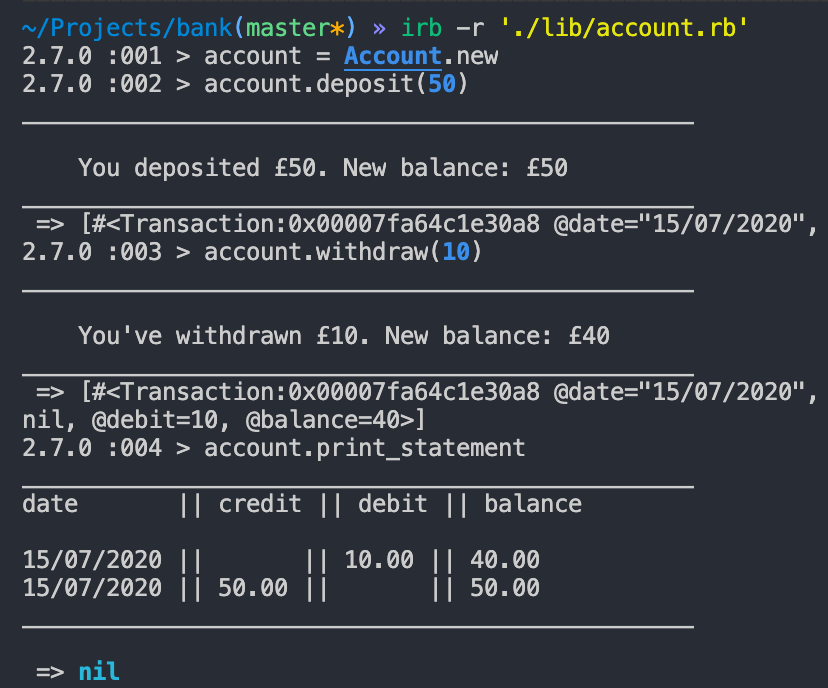 ~/Projects/bank(master*) » irb -r './lib/account.rb'
2.7.0 :001 > account = Account.new
2.7.0 :002 > account.deposit(50)
You deposited £50. New balance: £50
=> [#<Transaction:0x00007fa64c1e30a8 @date="15/07/2020",
2.7.0 :003 > account.withdraw(10)
You've withdrawn £10. New balance: £40
=> [#<Transaction:0x00007fa64c1e30a8 @date="15/07/2020",
nil, @debit=10, @balance=40>]
2.7.0 :004 > account.print_statement
date || credit || debit || balance
15/07/2020 || || 10.00 || 40.00
15/07/2020 || 50.00 || || 50.00
=> nil